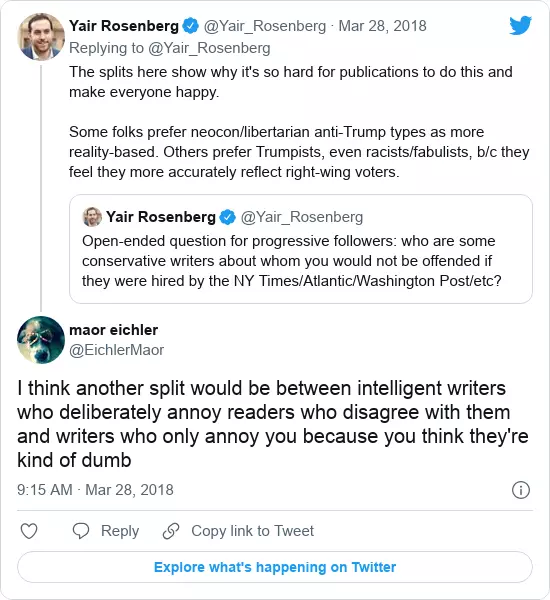 Yair Rosenberg @Yair_Rosenberg · Mar 28, 2018
Replying to @Yair_Rosenberg
The splits here show why it's so hard for publications to do this and
make everyone happy.
Some folks prefer neocon/libertarian anti-Trump types as more
reality-based. Others prefer Trumpists, even racists/fabulists, b/c they
feel they more accurately reflect right-wing voters.
Yair Rosenberg @Yair_Rosenberg
Open-ended question for progressive followers: who are some
conservative writers about whom you would not be offended if
they were hired by the NY Times/Atlantic/Washington Post/etc?
maor eichler
@EichlerMaor
I think another split would be between intelligent writers
who deliberately annoy readers who disagree with them
and writers who only annoy you because you think they're
kind of dumb
9:15 AM · Mar 28, 2018
Reply Copy link to Tweet
Explore what's happening on Twitter